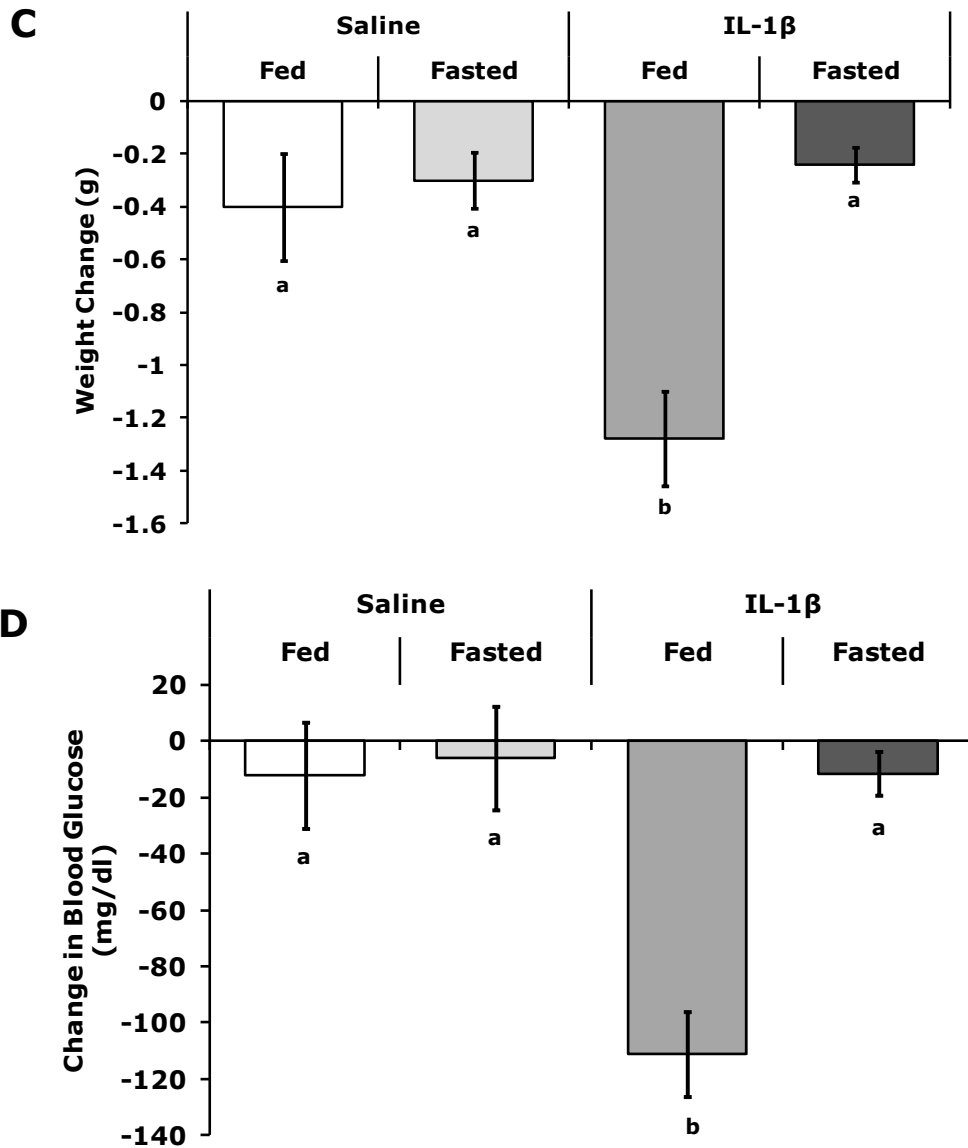 C
Saline IL-1β
Fed Fasted Fed Fasted
0
-0.2
-0.4
-0.6
-0.8
-1
-1.2
-1.4
-1.6
Weight Change (g)
a a b a
D
Saline IL-1β
Fed Fasted Fed Fasted
20
0
-20
-40
-60
-80
-100
-120
-140
Change in Blood Glucose
(mg/dl)
a a b a